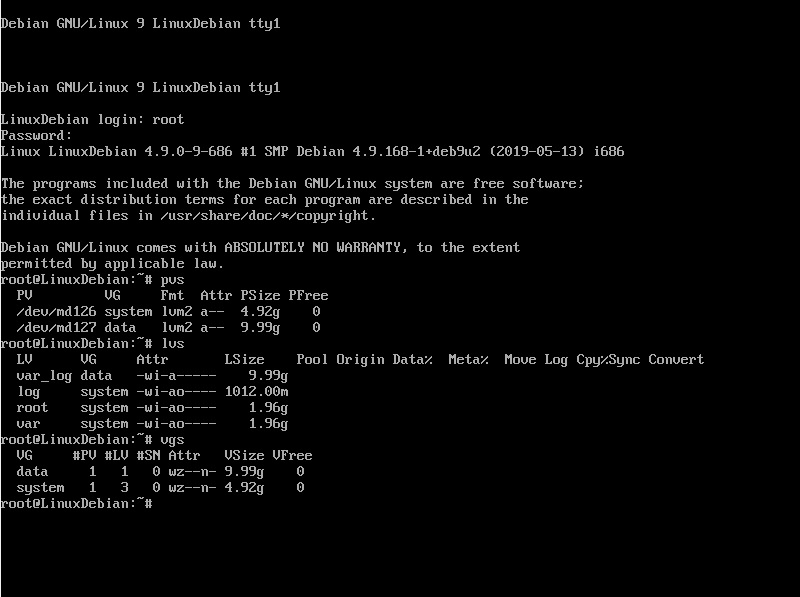 Debian GNU/Linux 9 LinuxDebian tty1
Debian GNU/Linux 9 LinuxDebian tty1
LinuxDebian login: root
Password:
Linux LinuxDebian 4.9.0-9-686 #1 SMP Debian 4.9.168-1+deb9u2 (2019-05-13) i686
The programs included with the Debian GNU/Linux system are free software;
the exact distribution terms for each program are described in the
individual files in /usr/share/doc/*/copyright.
Debian GNU/Linux comes with ABSOLUTELY NO WARRANTY, to the extent
permitted by applicable law.
root@LinuxDebian:~# pvs
  PV         VG     Fmt  Attr PSize PFree
  /dev/md126 system lvm2 a--  4.92g    0
  /dev/md127 data   lvm2 a--  9.99g    0
root@LinuxDebian:~# lvs
  LV      VG     Attr       LSize    Pool Origin Data%  Meta%  Move Log Cpy%Sync Convert
  var_log data   -wi-a-----    9.99g
  log     system -wi-ao---- 1012.00m
  root    system -wi-ao----    1.96g
  var     system -wi-ao----    1.96g
root@LinuxDebian:~# vgs
  VG     #PV #LV #SN Attr   VSize VFree
  data     1   1   0 wz--n- 9.99g    0
  system   1   3   0 wz--n- 4.92g    0
root@LinuxDebian:~#